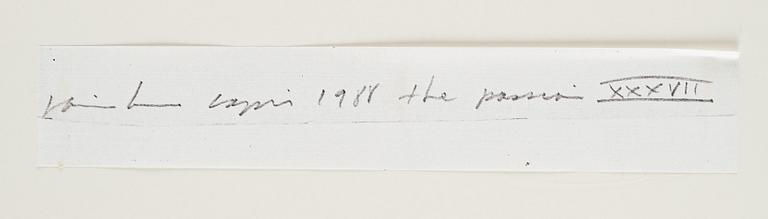 capri 1988 the passion XXXVII